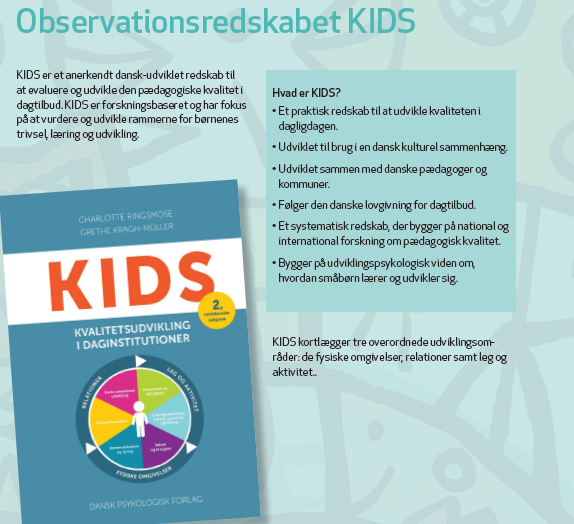 Observationsredskabet KIDS
KIDS er et anerkendt dansk-udviklet redskab til
at evaluere og udvikle den pædagogiske kvalitet i
dagtilbud. KIDS er forskningsbaseret og har fokus
på at vurdere og udvikle rammerne for børnenes
trivsel, læring og udvikling.
Hvad er KIDS?
• Et praktisk redskab til at udvikle kvaliteten i
dagligdagen.
• Udviklet til brug i en dansk kulturel sammenhæng.
• Udviklet sammen med danske pædagoger og
kommuner.
• Følger den danske lovgivning for dagtilbud.
• Et systematisk redskab, der bygger på national og
international forskning om pædagogisk kvalitet.
• Bygger på udviklingspsykologisk viden om,
hvordan småbørn lærer og udvikler sig.
KIDS kortlægger tre overordnede udviklingsom-
råder: de fysiske omgivelser, relationer samt leg og
aktivitet..
CHARLOTTE RINGSMOSE
GRETHE KRAGH-MÜLLER
KIDS
2.
reviderede
udgave
KVALITETSUDVIKLING
I DAGINSTITUTIONER
RELATIONER
LEG OG AKTIVITET
FYSISKE OMGIVELSER
DANSK PSYKOLOGISK FORLAG